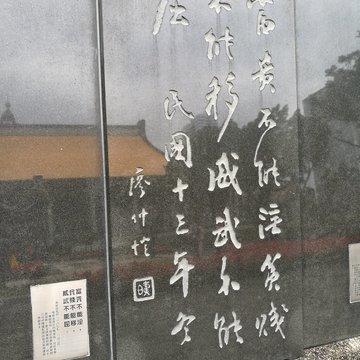 富貴不能淫貧賤
不能移威武不能
屈
民國十三年冬
廖仲愷
富貴不能淫
貧賤不能移
威武不能屈